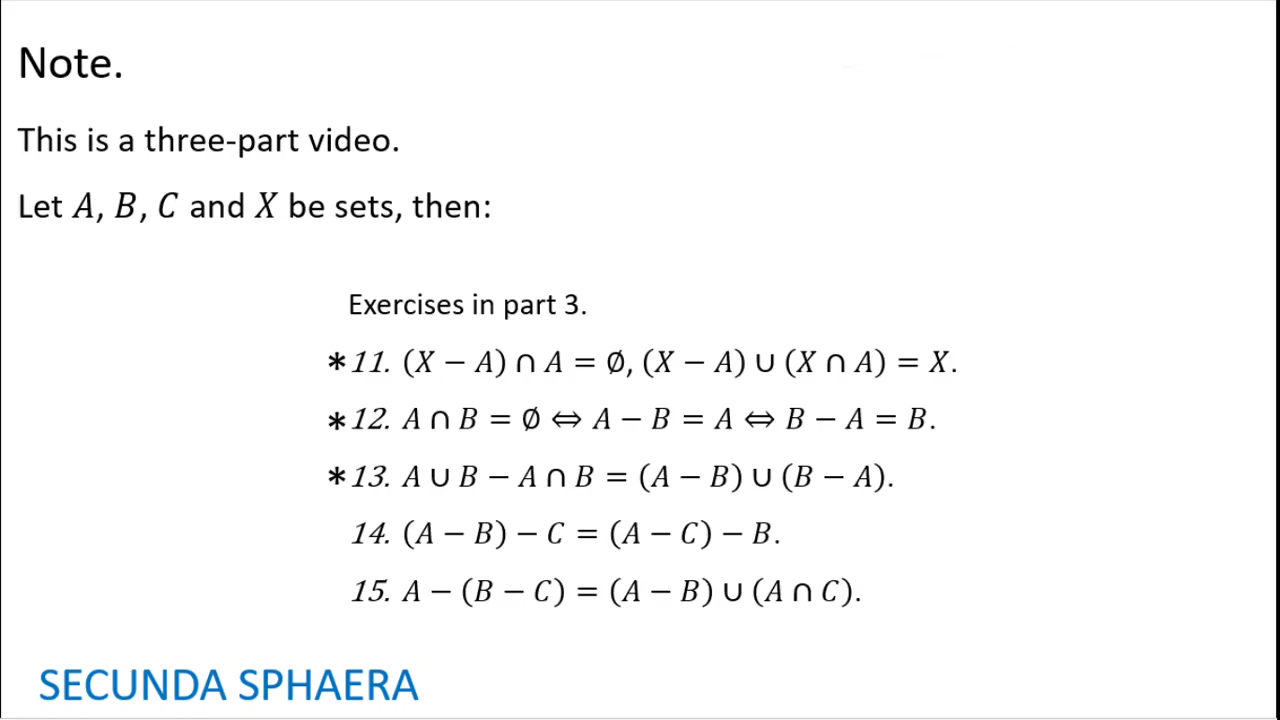 Note.
This is a three-part video.
Let A, B, C and X be sets, then:
Exercises in part 3.
*11. (X − A) ∩ A = ∅, (X − A) ∪ (X ∩ A) = X.
*12. A ∩ B = ∅ ⇔ A − B = A ⇔ B − A = B.
*13. A ∪ B − A ∩ B = (A − B) ∪ (B − A).
14. (A − B) − C = (A − C) − B.
15. A − (B − C) = (A − B) ∪ (A ∩ C).
SECUNDA SPHAERA